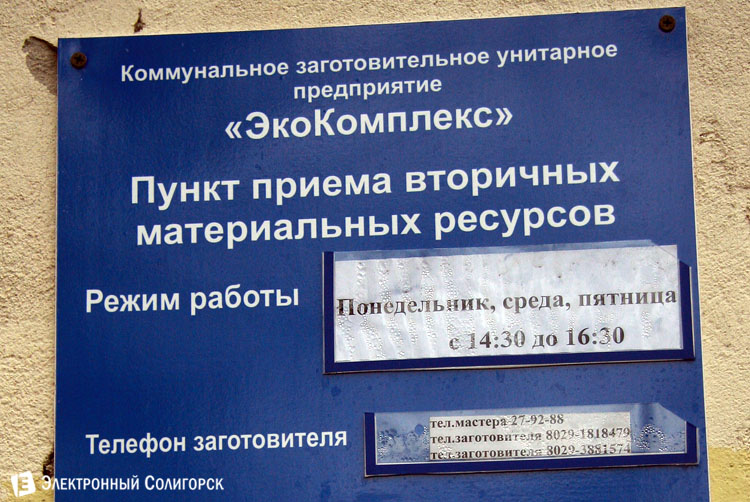 Коммунальное заготовительное унитарное
предприятие
«ЭкоКомплекс»
Пункт приема вторичных
материальных ресурсов
Режим работы
Понедельник, среда, пятница
с 14:30 до 16:30
Телефон заготовителя
тел.мастера 27-92-88
тел.заготовителя 8029-1818479
тел.заготовителя 8029-3881574
Электронный Солигорск